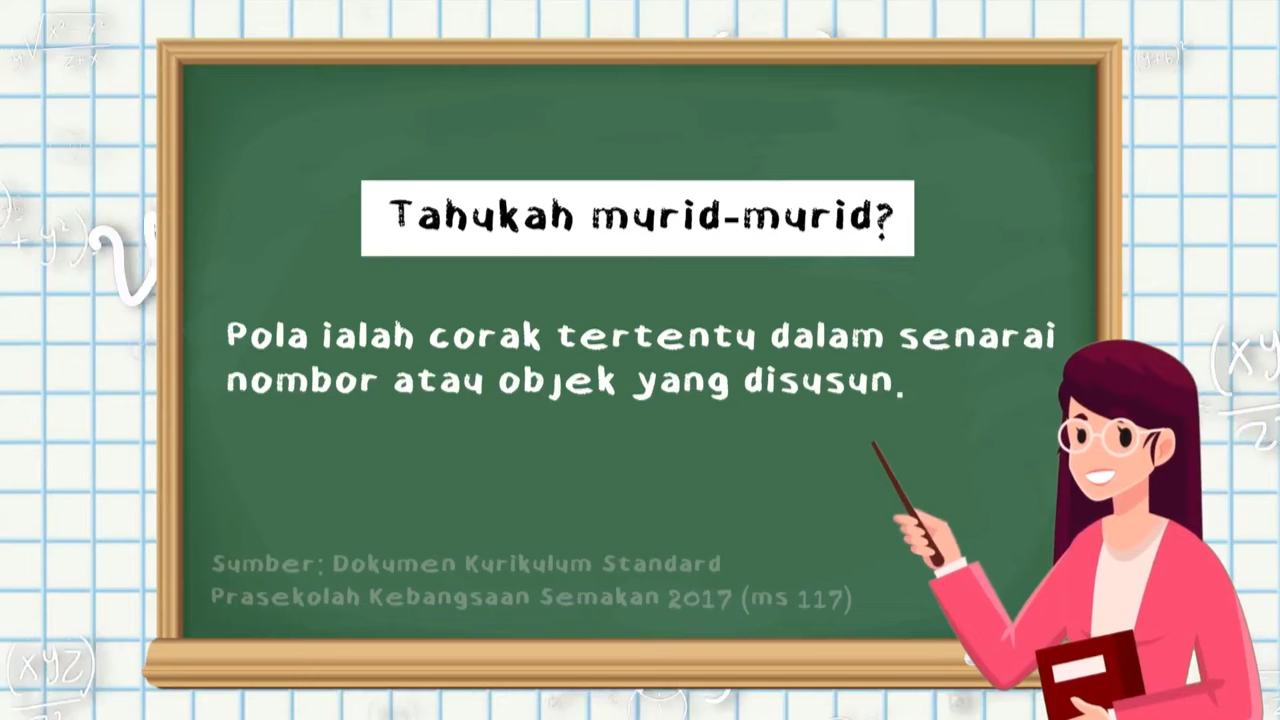 Tahukah murid-murid?
Pola ialah corak tertentu dalam senarai
nombor atau objek yang disusun.
Sumber: Dokumen Kurikulum Standard
Prasekolah Kebangsaan Semakan 2017 (ms 117)
(xyz)